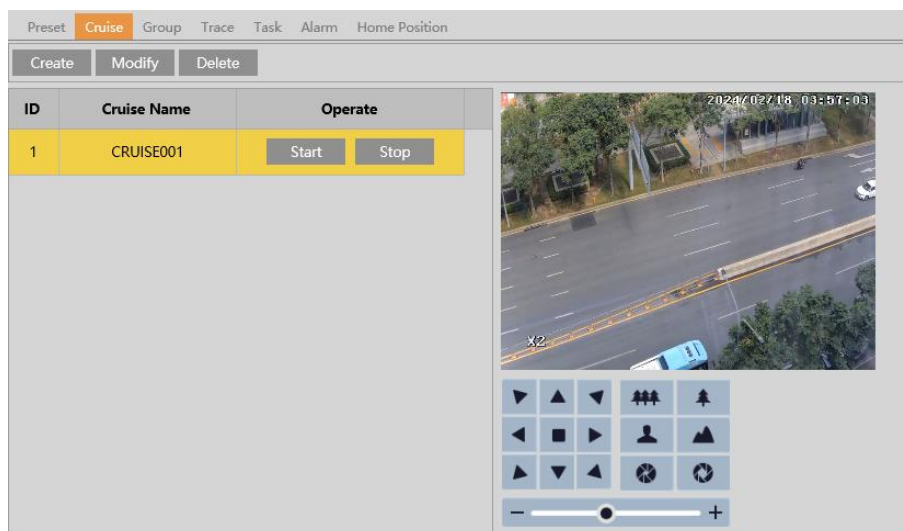 Preset Cruise Group Trace Task Alarm Home Position
Create Modify Delete
ID Cruise Name Operate
1 CRUISE001 Start Stop
2024/02/18 03:57:03
X2